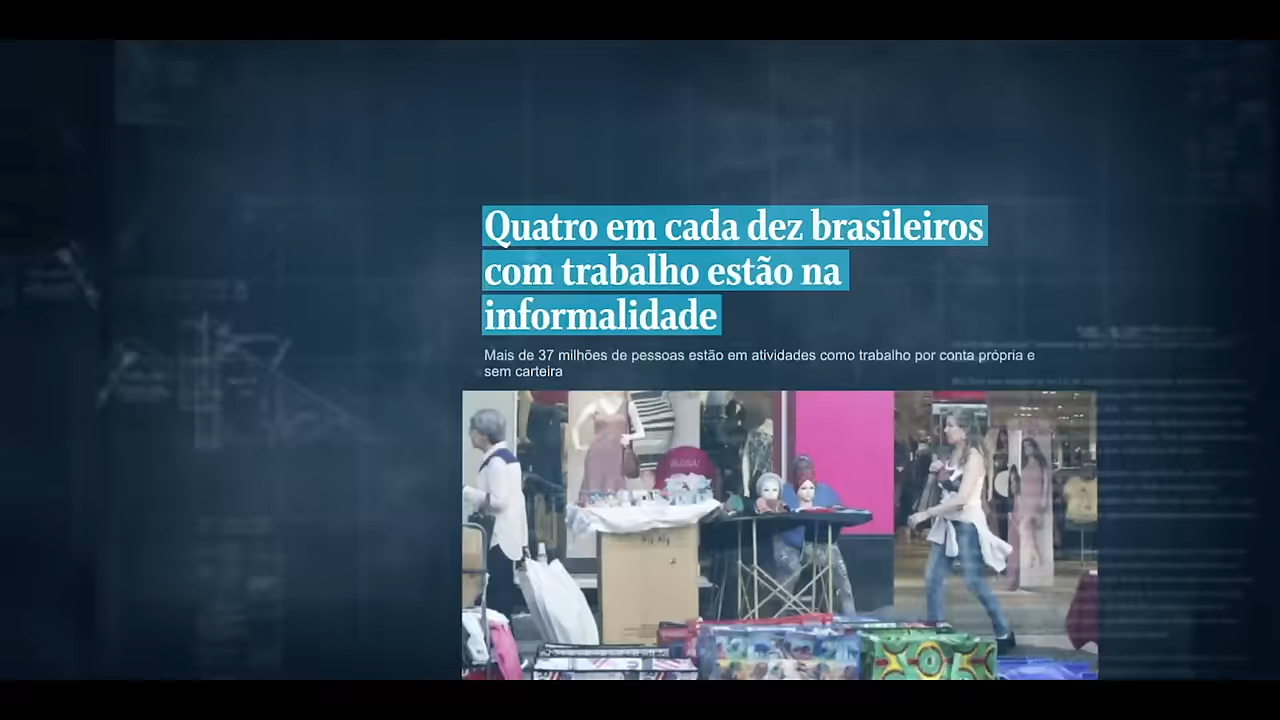 Quatro em cada dez brasileiros
com trabalho estão na
informalidade
Mais de 37 milhões de pessoas estão em atividades como trabalho por conta própria e
sem carteira